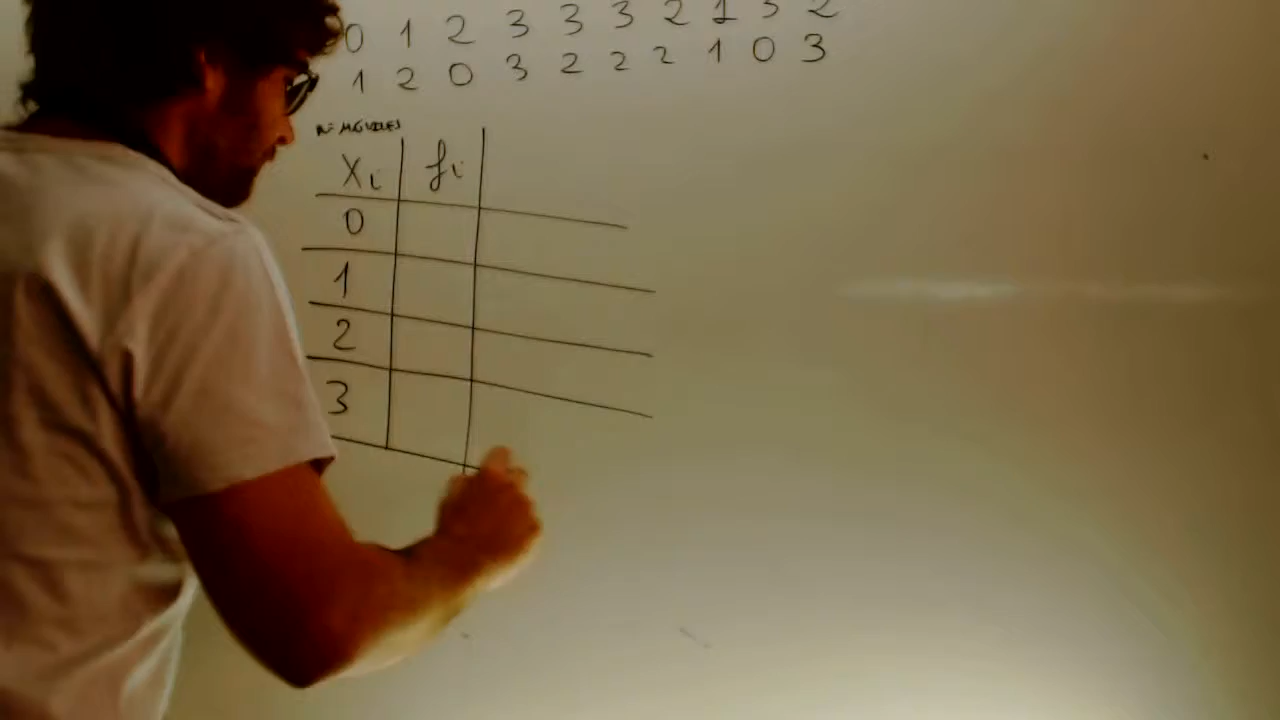 0 1 2 3 3 3 2 1 3 2
1 2 0 3 2 2 2 1 0 3
Nº MÓVILES
xi fi
0
1
2
3